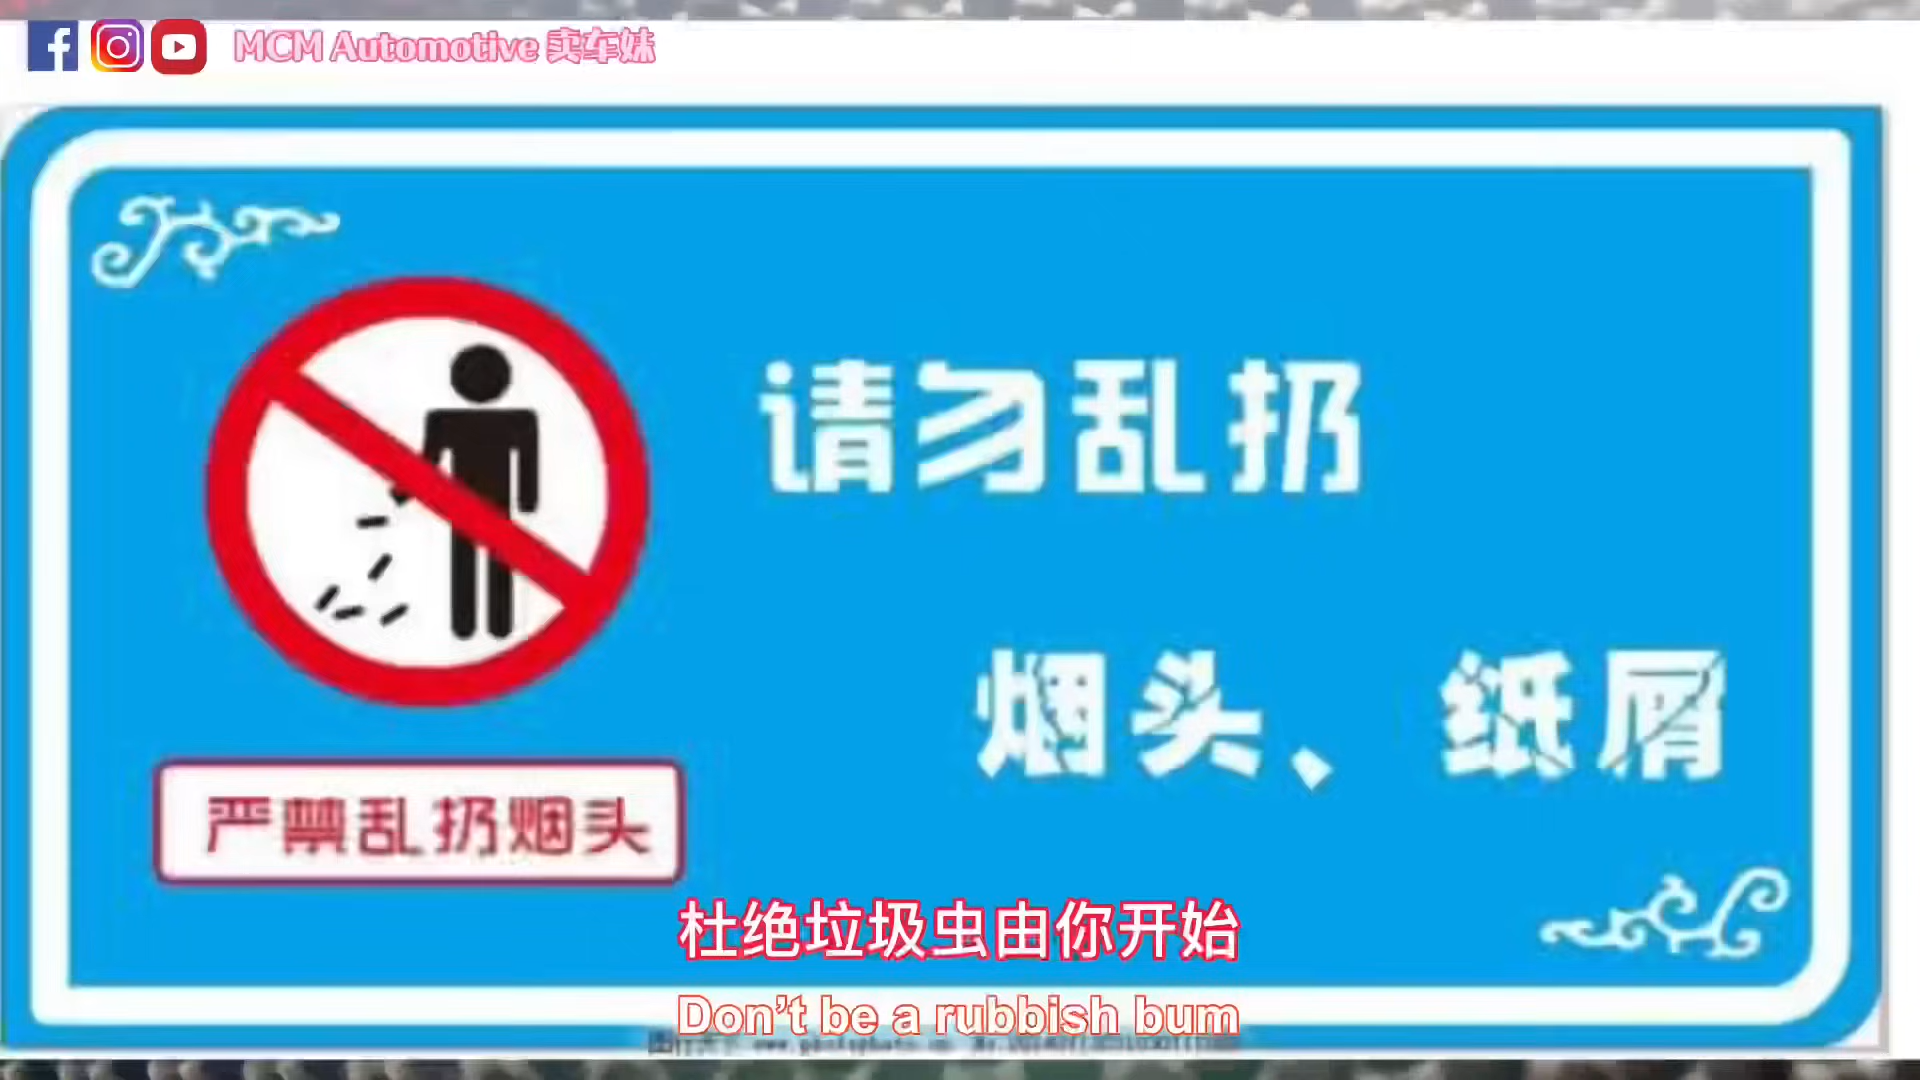 MCM Automotive 卖车妹
请勿乱扔
烟头、纸屑
严禁乱扔烟头
杜绝垃圾虫由你开始
Don't be a rubbish bum